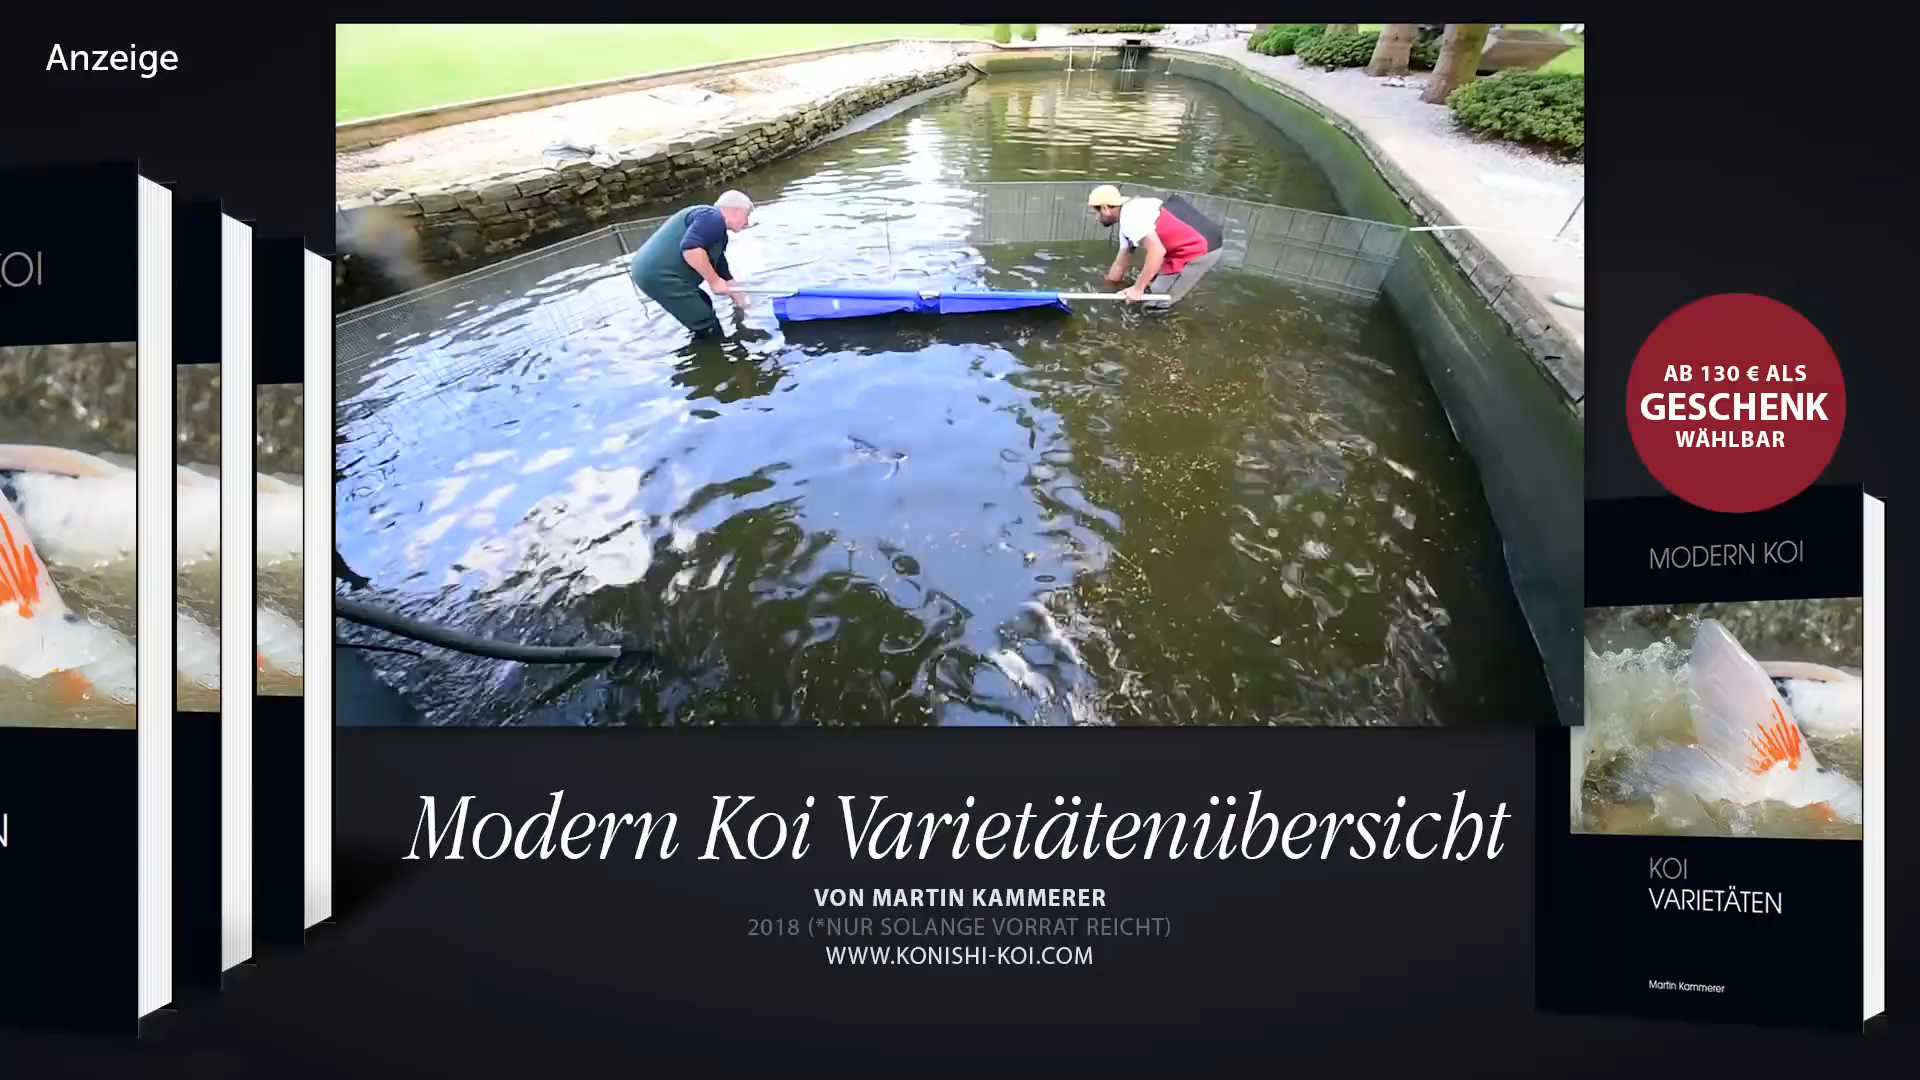 Anzeige
KOI
N
AB 130 € ALS
GESCHENK
WÄHLBAR
MODERN KOI
KOI
VARIETÄTEN
Martin Kammerer
Modern Koi Varietätenübersicht
VON MARTIN KAMMERER
2018 (*NUR SOLANGE VORRAT REICHT)
WWW.KONISHI-KOI.COM